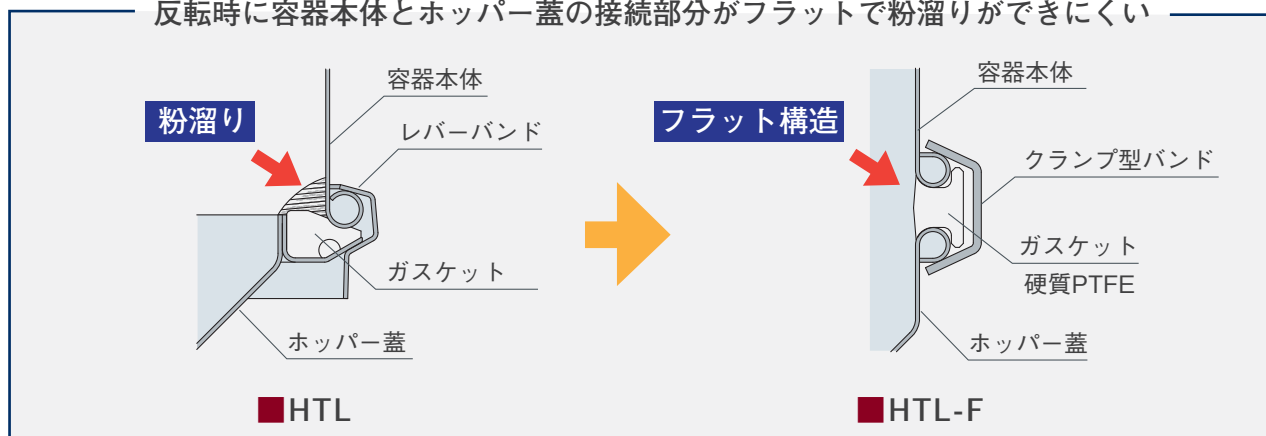 反転時に容器本体とホッパー蓋の接続部分がフラットで粉溜りができにくい
容器本体
粉溜り
レバーバンド
ガスケット
ホッパー蓋
■HTL
容器本体
フラット構造
クランプ型バンド
ガスケット
硬質PTFE
ホッパー蓋
■HTL-F